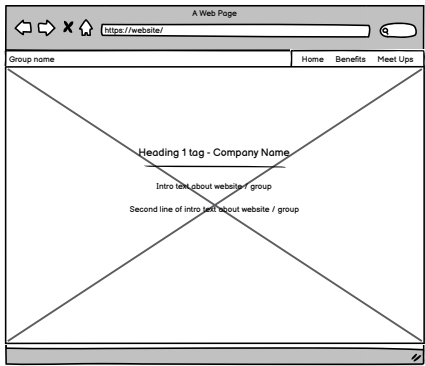 A Web Page
https://website/
Group name
Home Benefits Meet Ups
Heading 1 tag - Company Name
Intro text about website / group
Second line of intro text about website / group